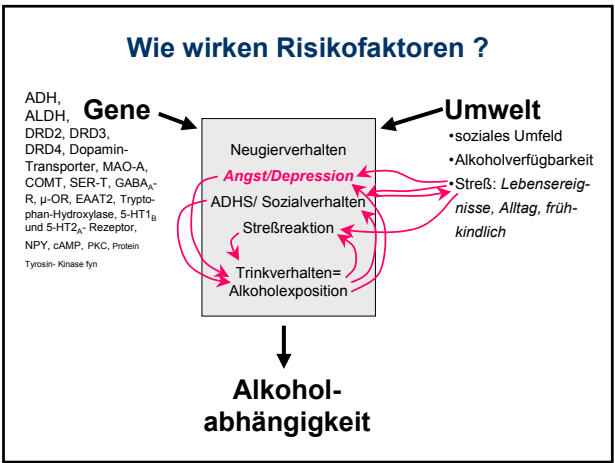 Wie wirken Risikofaktoren ?
Gene
ADH,
ALDH,
DRD2, DRD3,
DRD4, Dopamin-
Transporter, MAO-A,
COMT, SER-T, GABAA-
R, µ-OR, EAAT2, Trypto-
phan-Hydroxylase, 5-HT1B
und 5-HT2A- Rezeptor,
NPY, cAMP, PKC, Protein
Tyrosin- Kinase fyn
Neugierverhalten
Angst/Depression
ADHS/ Sozialverhalten
Streßreaktion
Trinkverhalten=
Alkoholexposition
Umwelt
•soziales Umfeld
•Alkoholverfügbarkeit
•Streß: Lebensereig-
nisse, Alltag, früh-
kindlich
Alkohol-
abhängigkeit